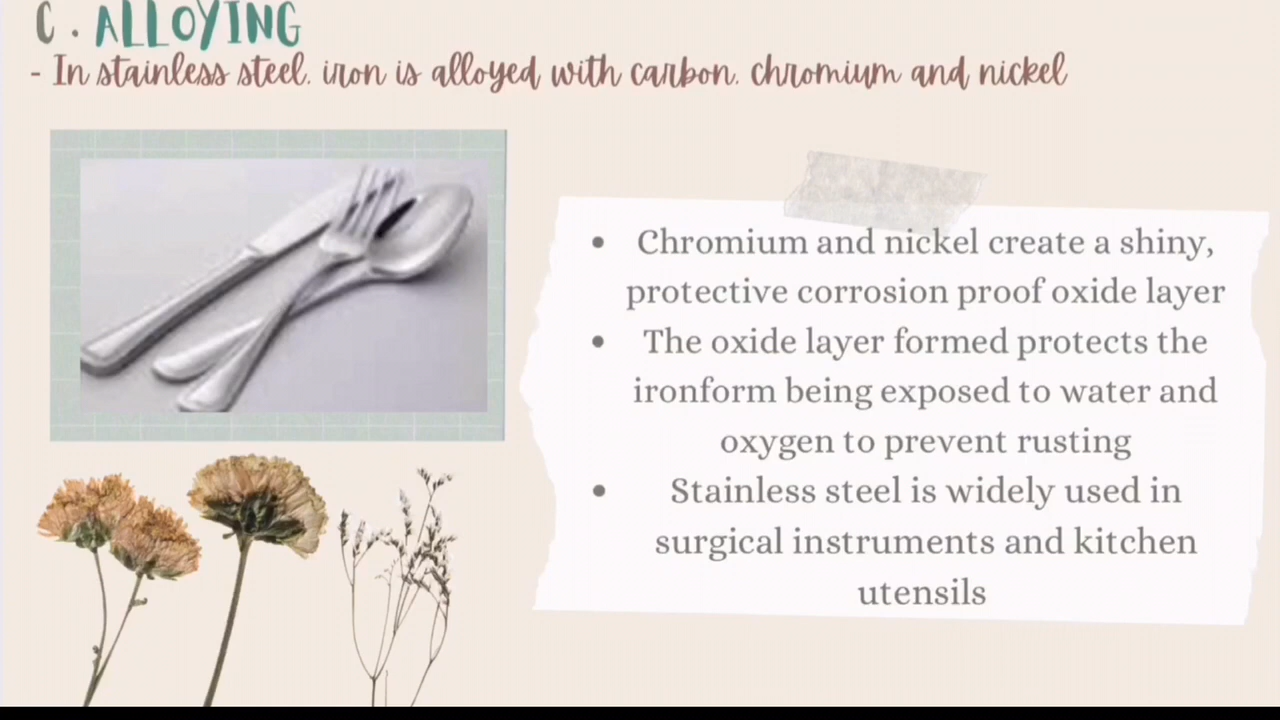 C. ALLOYING
- In stainless steel. iron is alloyed with carbon. chromium and nickel
• Chromium and nickel create a shiny,
protective corrosion proof oxide layer
• The oxide layer formed protects the
ironform being exposed to water and
oxygen to prevent rusting
• Stainless steel is widely used in
surgical instruments and kitchen
utensils